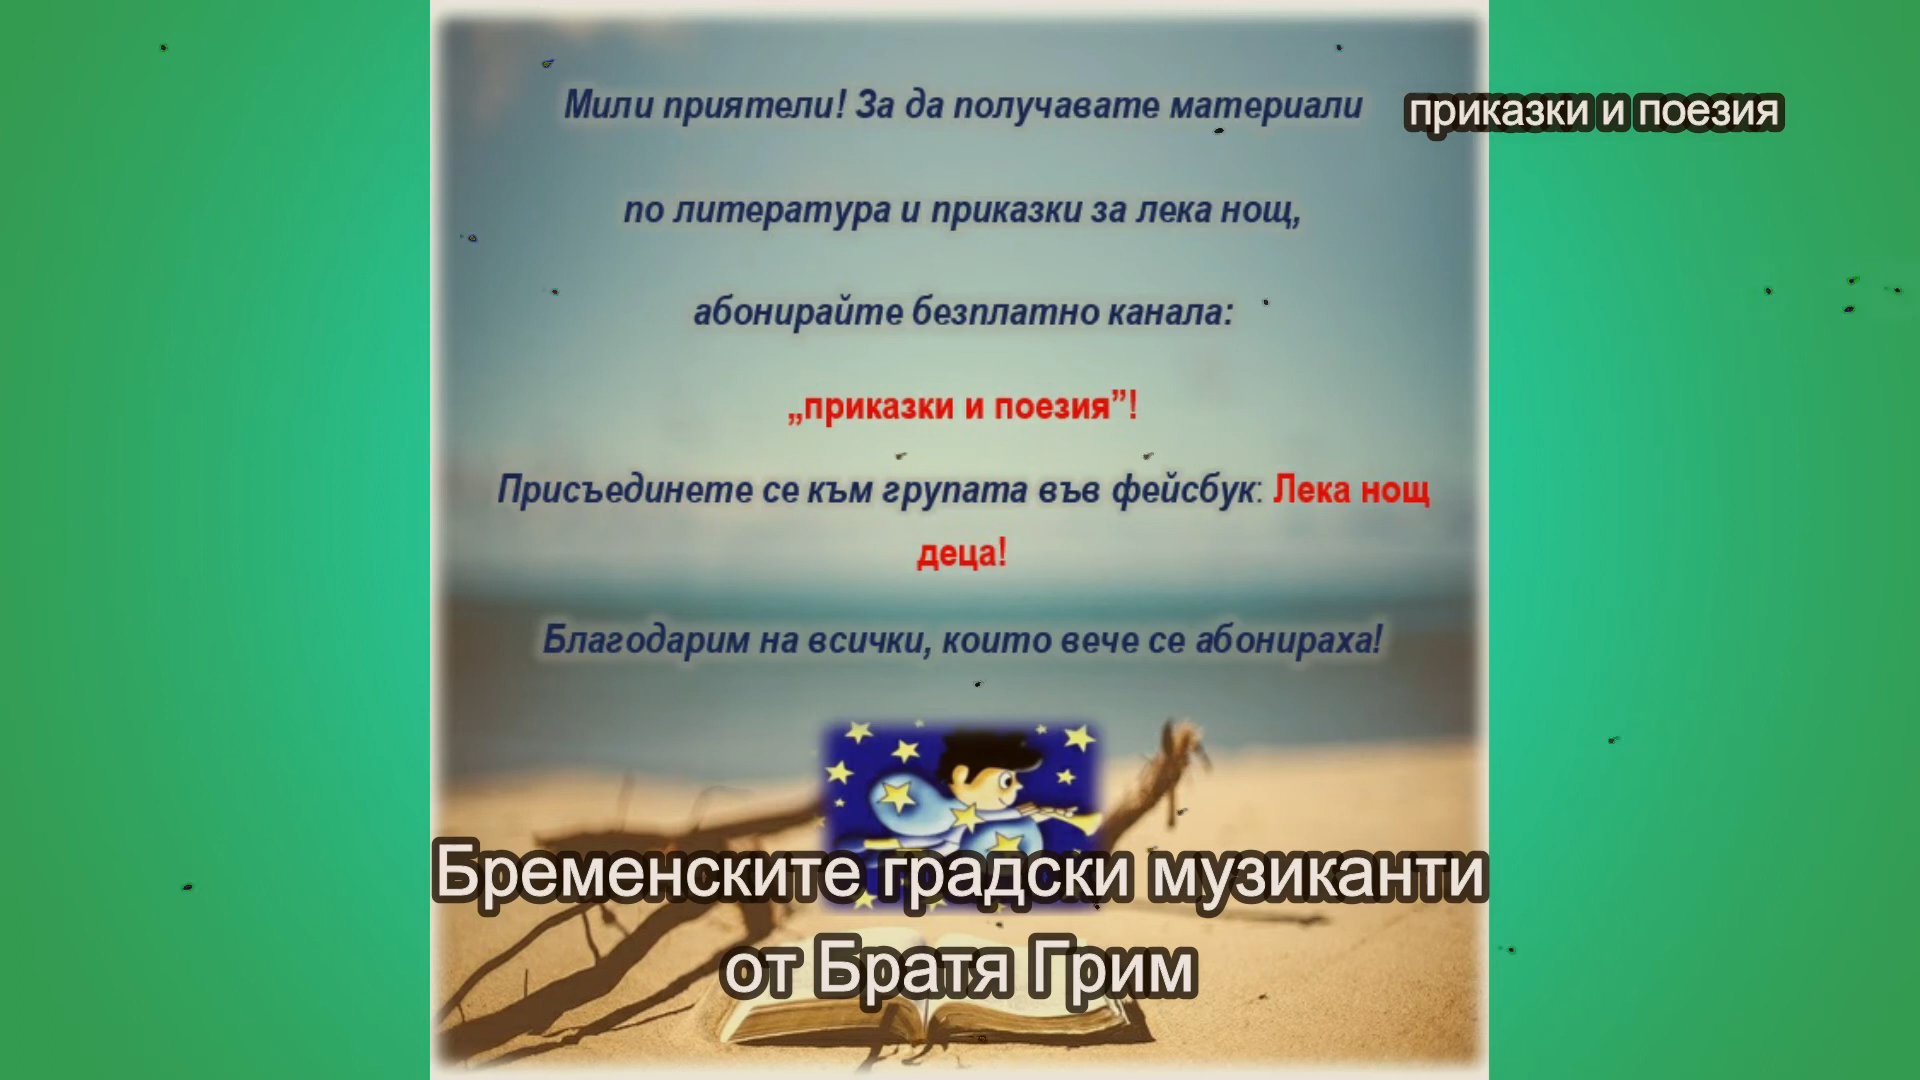 Мили приятели! За да получавате материали
приказки и поезия
по литература и приказки за лека нощ,
абонирайте безплатно канала:
„приказки и поезия”!
Присъединете се към групата във фейсбук: Лека нощ
деца!
Благодарим на всички, които вече се абонираха!
Бременските градски музиканти
от Братя Грим